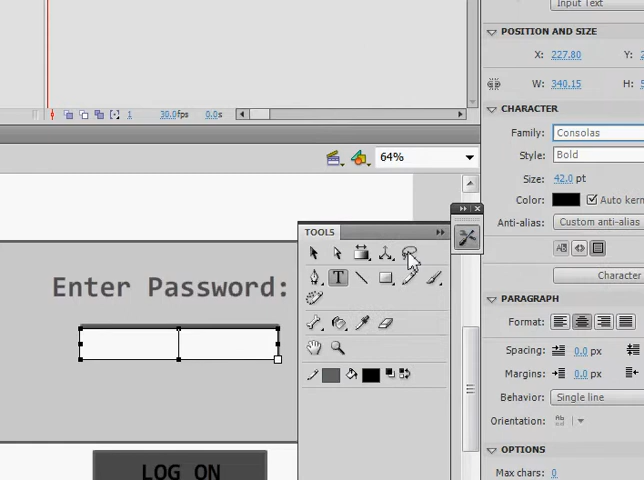 Input Text
POSITION AND SIZE
X: 227.80 Y:
W: 340.15 H:
1 30.0fps 0.0s
CHARACTER
Family: Consolas
64%
Style: Bold
Size: 42.0 pt
Color: Auto kern
TOOLS
Anti-alias: Custom anti-alias
T
Character
Enter Password:
PARAGRAPH
Format:
Spacing: 0.0 px
Margins: 0.0 px
Behavior: Single line
Orientation: Ab
OPTIONS
LOG ON
Max chars: 0